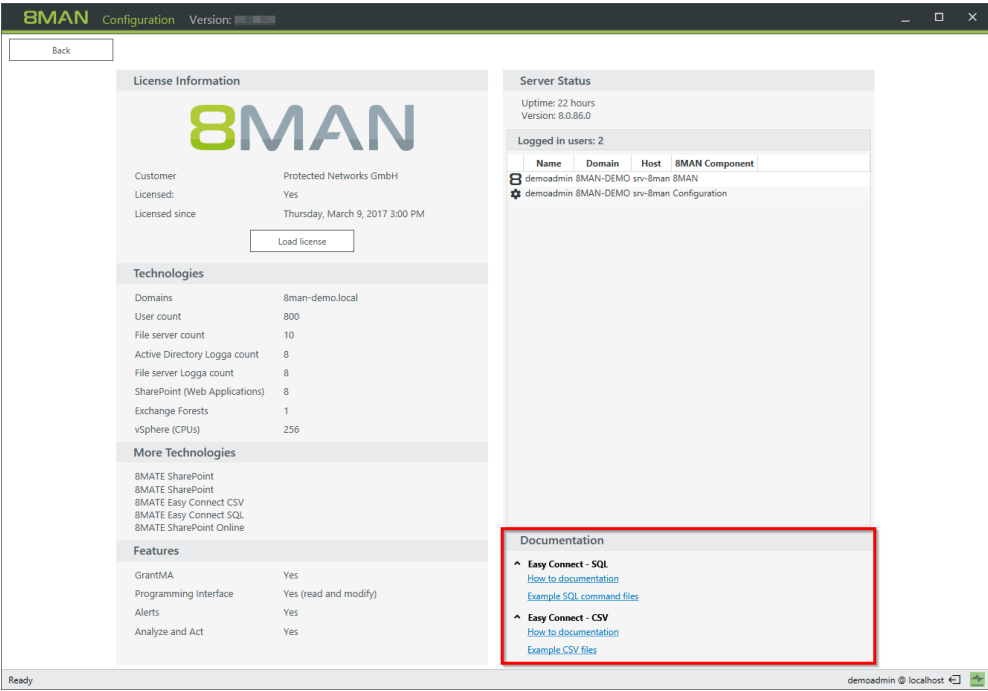 8MAN Configuration Version:
Back
License Information
8MAN
Customer Protected Networks GmbH
Licensed: Yes
Licensed since Thursday, March 9, 2017 3:00 PM
Load license
Technologies
Domains 8man-demo.local
User count 800
File server count 10
Active Directory Logga count 8
File server Logga count 8
SharePoint (Web Applications) 8
Exchange Forests 1
vSphere (CPUs) 256
More Technologies
8MATE SharePoint
8MATE SharePoint
8MATE Easy Connect CSV
8MATE Easy Connect SQL
8MATE SharePoint Online
Features
GrantMA Yes
Programming Interface Yes (read and modify)
Alerts Yes
Analyze and Act Yes
Server Status
Uptime: 22 hours
Version: 8.0.86.0
Logged in users: 2
Name Domain Host 8MAN Component
demoadmin 8MAN-DEMO srv-8man 8MAN
demoadmin 8MAN-DEMO srv-8man Configuration
Documentation
Easy Connect - SQL
How to documentation
Example SQL command files
Easy Connect - CSV
How to documentation
Example CSV files
Ready
demoadmin @ localhost